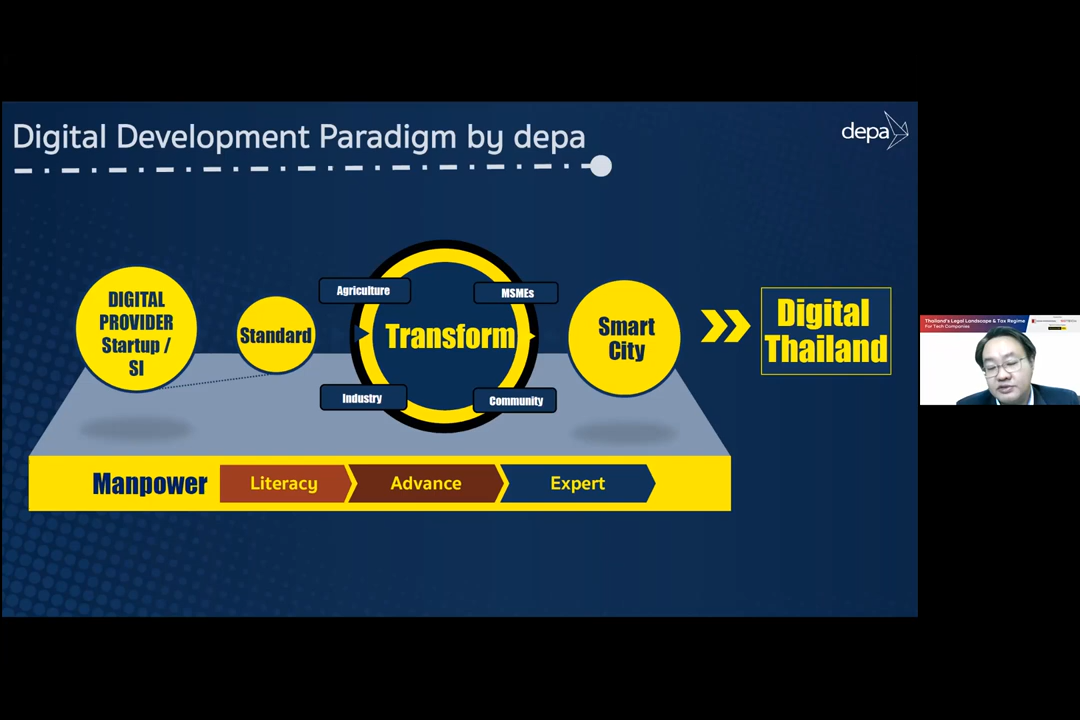 Digital Development Paradigm by depa
depa
DIGITAL
PROVIDER
Startup /
SI
Standard
Agriculture
MSMEs
Transform
Industry
Community
Smart
City
Digital
Thailand
Manpower
Literacy
Advance
Expert
Thailand's Legal Landscape & Tax Regime
For Tech Companies